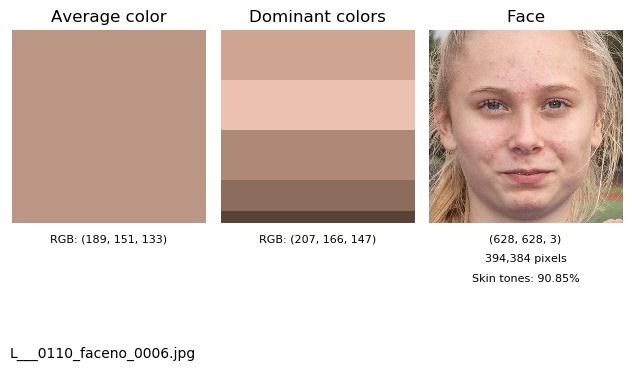 Average color
Dominant colors
Face
RGB: (189, 151, 133)
RGB: (207, 166, 147)
(628, 628, 3)
394,384 pixels
Skin tones: 90.85%
L___0110_faceno_0006.jpg